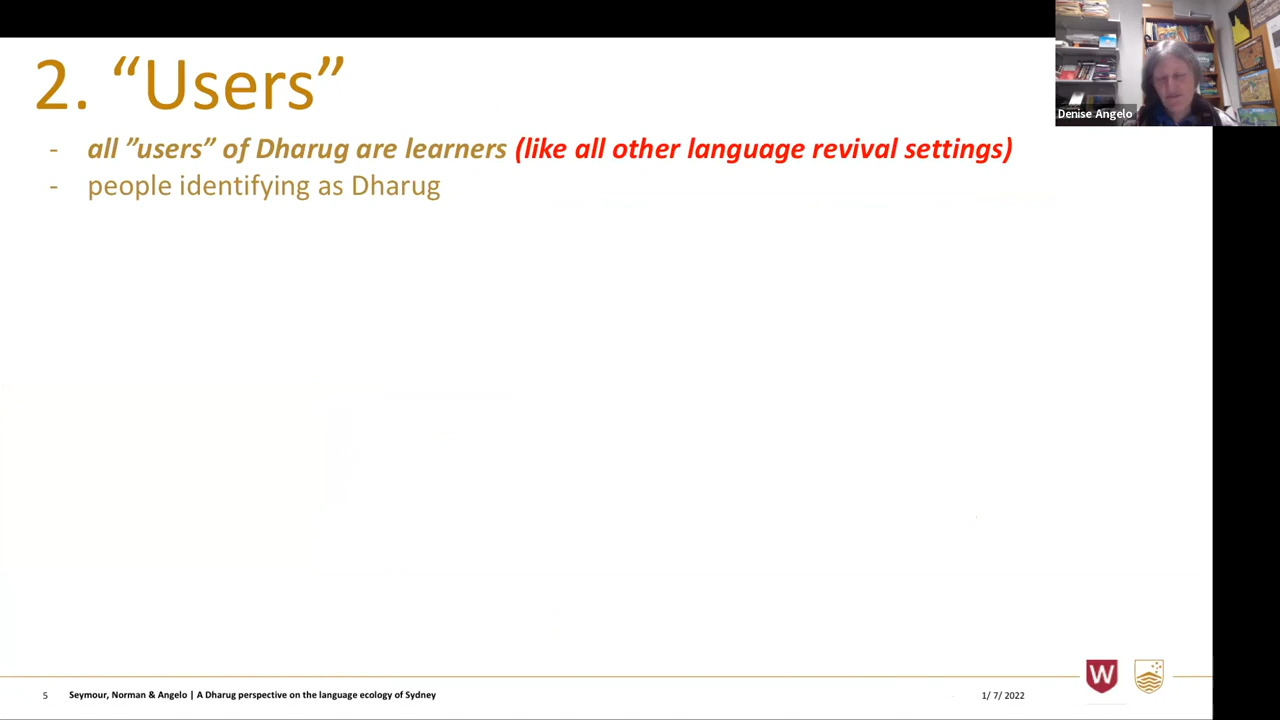 2. “Users”
Denise Angelo
- all ”users” of Dharug are learners (like all other language revival settings)
- people identifying as Dharug
W
5 Seymour, Norman & Angelo | A Dharug perspective on the language ecology of Sydney 1/ 7/ 2022